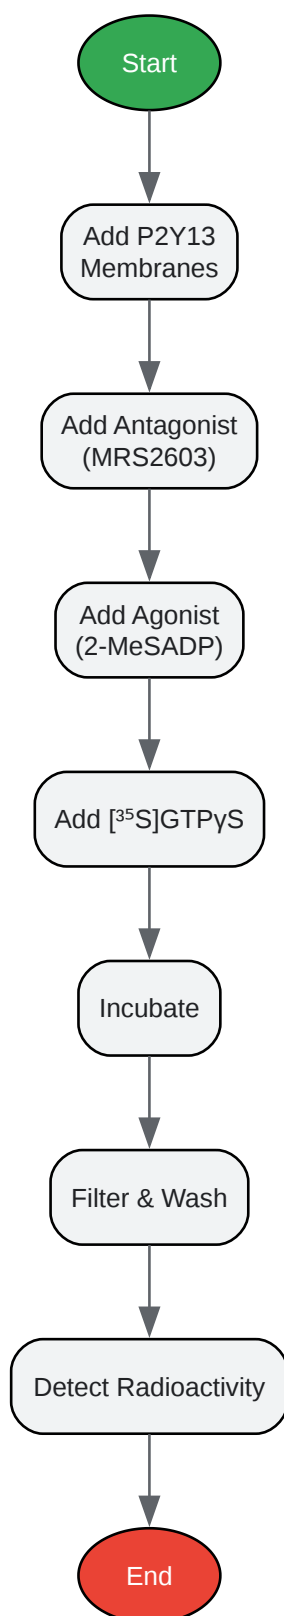 Start
Add P2Y13
Membranes
Add Antagonist
(MRS2603)
Add Agonist
(2-MeSADP)
Add [³⁵S]GTPγS
Incubate
Filter & Wash
Detect Radioactivity
End